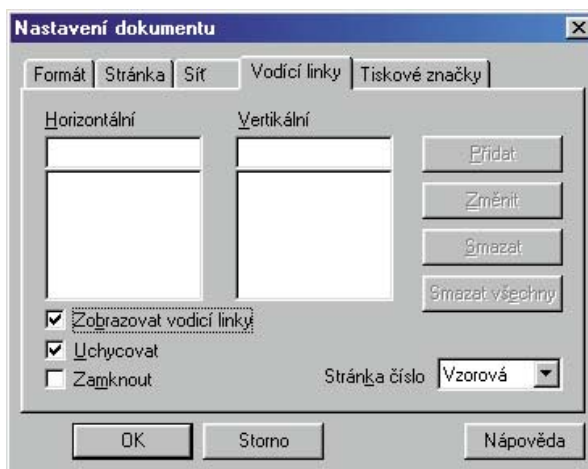 Nastavení dokumentu
Formát Stránka Síť Vodící linky Tiskové značky
Horizontální Vertikální
Přidat
Změnit
Smazat
Smazat všechny
Zobrazovat vodicí linky
Uchycovat
Zamknout Stránka číslo Vzorová
OK Storno Nápověda